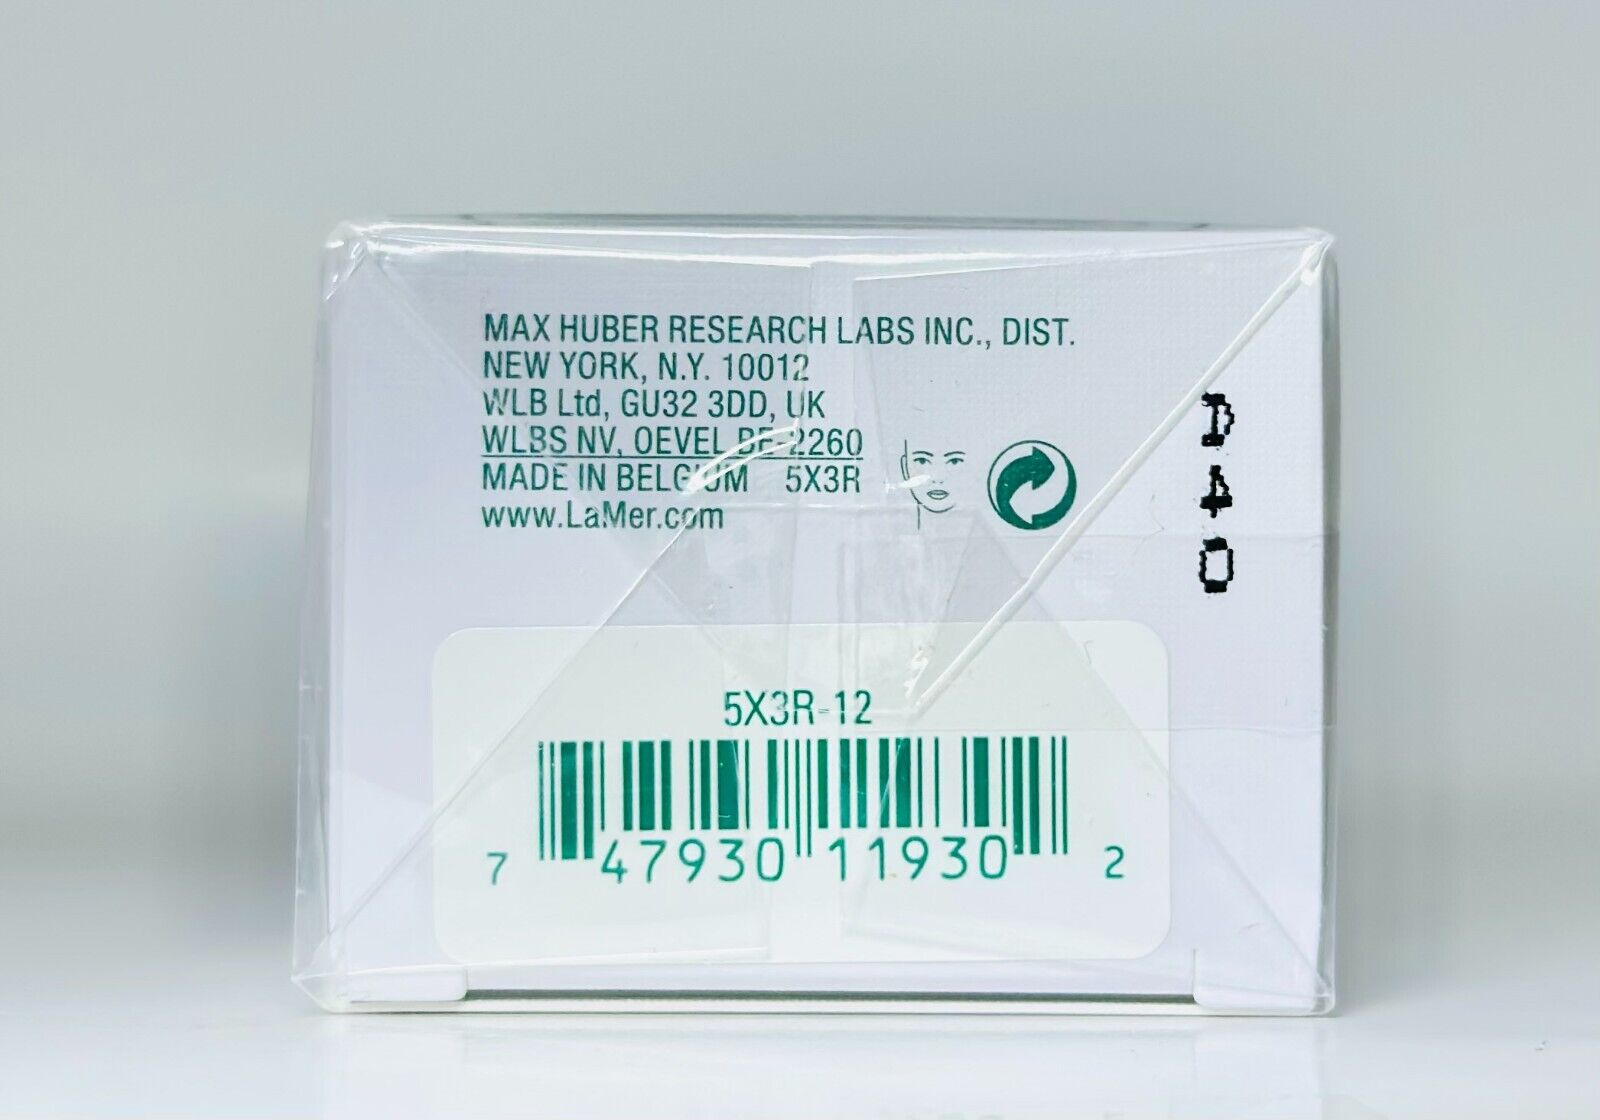 MAX HUBER RESEARCH LABS INC., DIST.
NEW YORK, N.Y. 10012
WLB Ltd, GU32 3DD, UK
WLBS NV, OEVEL BE-2260
MADE IN BELGIUM 5X3R
www.LaMer.com
DA0
5X3R-12
7 47930 11930 2